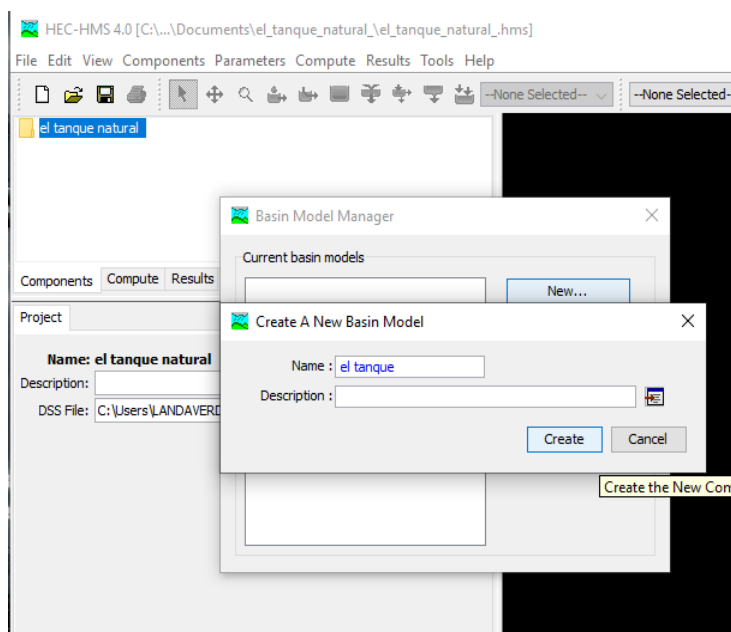 HEC-HMS 4.0 [C:\...\Documents\el_tanque_natural_\el_tanque_natural_.hms]
File Edit View Components Parameters Compute Results Tools Help
--None Selected-- --None Selected-
el tanque natural
Basin Model Manager
Current basin models
Components Compute Results
New...
Project
Create A New Basin Model
Name : el tanque
Name: el tanque natural
Description:
Description :
DSS File: C:\Users\LANDAVERD
Create Cancel
Create the New Com